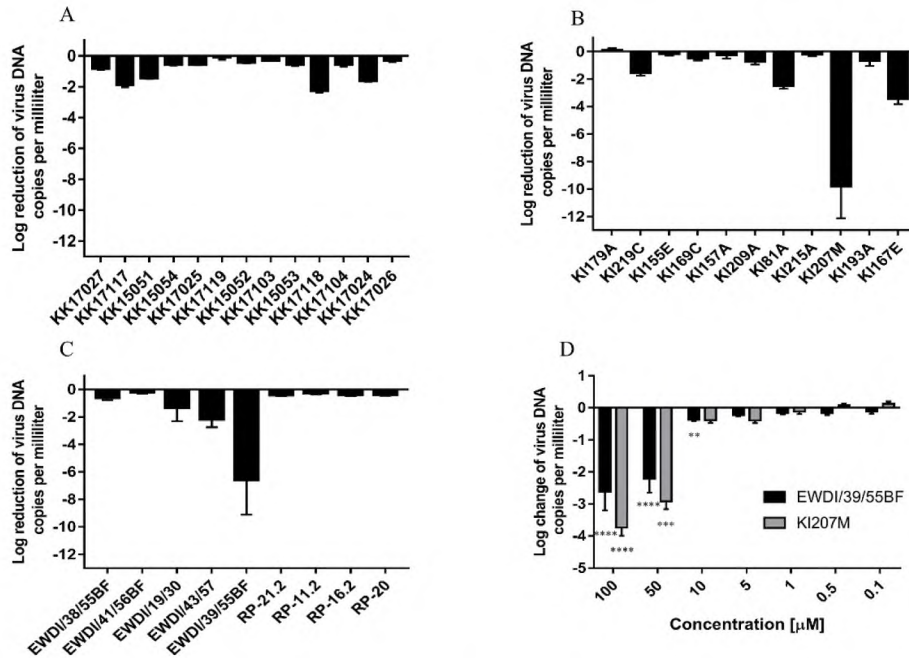 A
Log reduction of virus DNA
copies per milliliter
0
-2
-4
-6
-8
-10
-12
KK17027
KK17117
KK15051
KK15054
KK17025
KK17119
KK15052
KK17103
KK15053
KK17118
KK17104
KK17024
KK17026
B
Log reduction of virus DNA
copies per milliliter
0
-2
-4
-6
-8
-10
-12
KI179A
KI219C
KI155E
KI169C
KI157A
KI209A
KI81A
KI215A
KI207M
KI193A
KI167E
C
Log reduction of virus DNA
copies per milliliter
0
-2
-4
-6
-8
-10
-12
EWDI/38/55BF
EWDI/41/56BF
EWDI/19/30
EWDI/43/57
EWDI/39/55BF
RP-21.2
RP-11.2
RP-16.2
RP-20
D
Log change of virus DNA
copies per milliliter
1
0
-1
-2
-3
-4
-5
**
**** ***
**** ****
EWDI/39/55BF
KI207M
100
50
10
5
1
0.5
0.1
Concentration [µM]